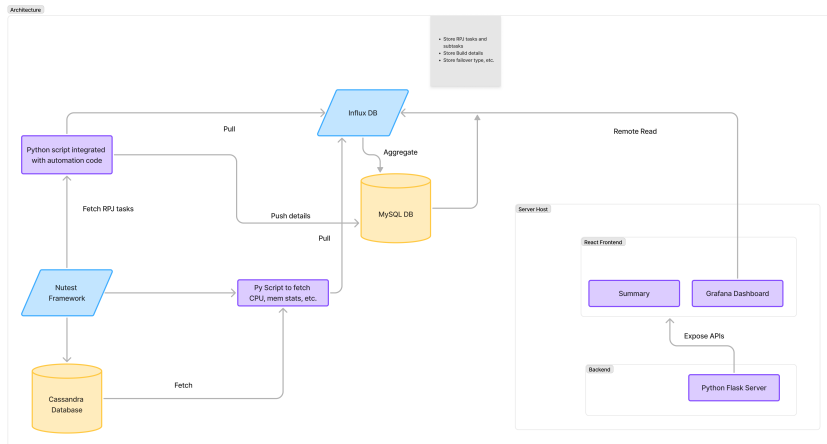 Architecture
• Store RPJ tasks and
subtasks
• Store Build details
• Store failover type, etc.
Influx DB
Pull
Remote Read
Python script integrated
with automation code
Aggregate
Fetch RPJ tasks
MySQL DB
Push details
Server Host
Pull
React Frontend
Nutest
Framework
Py Script to fetch
CPU, mem stats, etc.
Summary
Grafana Dashboard
Expose APIs
Backend
Fetch
Python Flask Server
Cassandra
Database